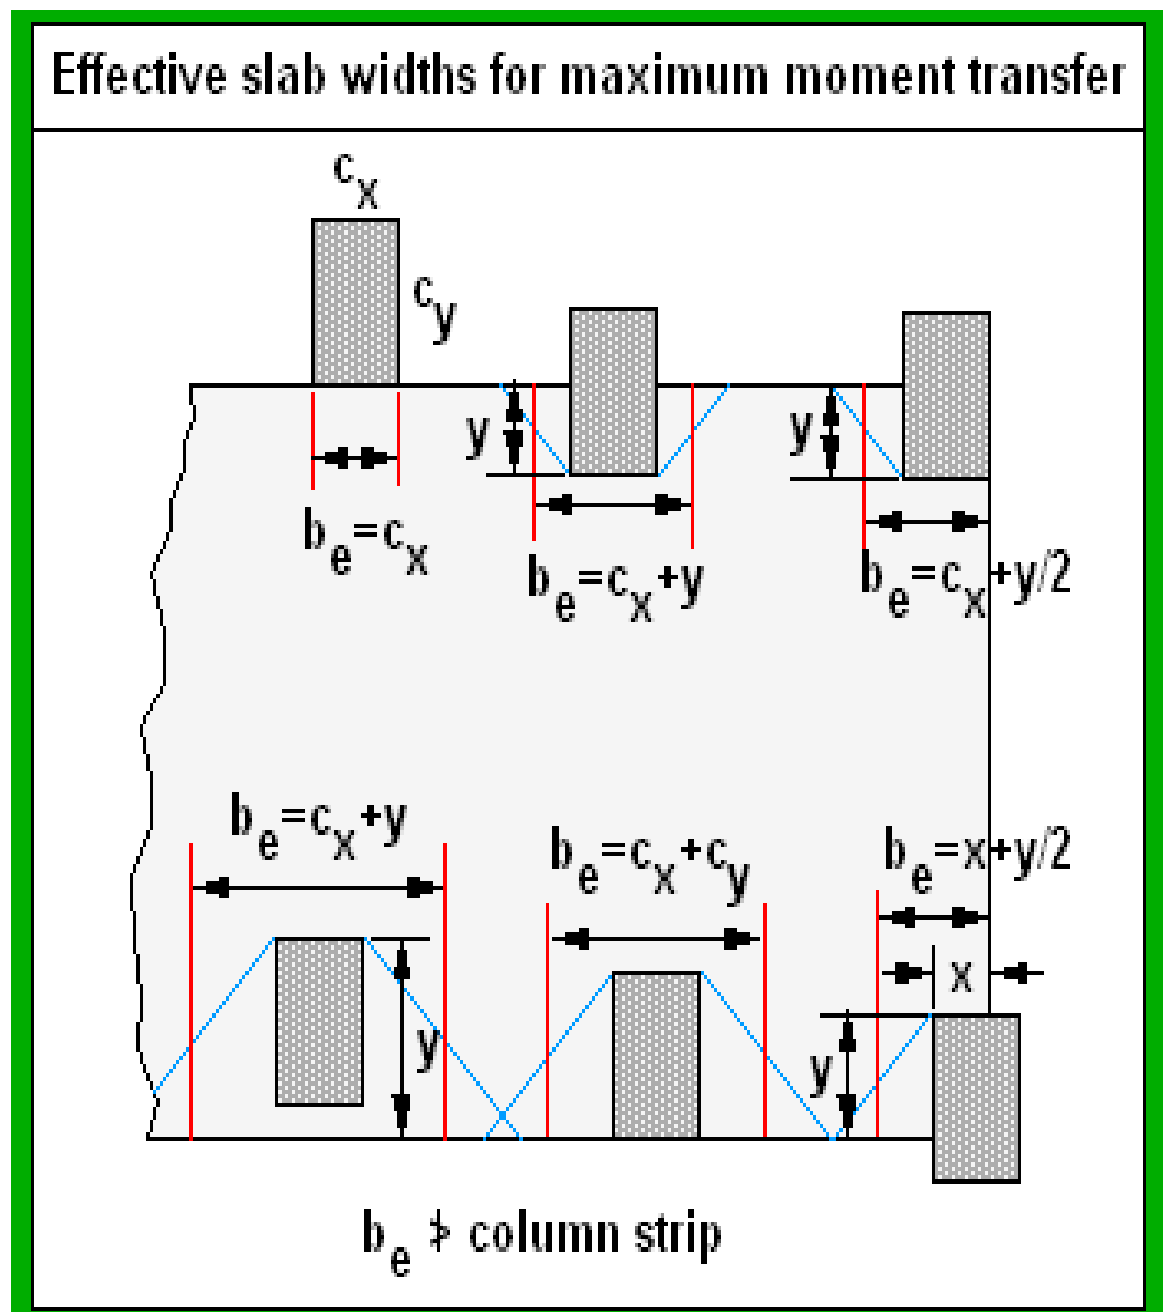 Effective slab widths for maximum moment transfer
cx
cy
y
y
be=cx
be=cx+y
be=cx+y/2
be=cx+y
be=cx+cy
be=x+y/2
x
y
y
be ≯ column strip